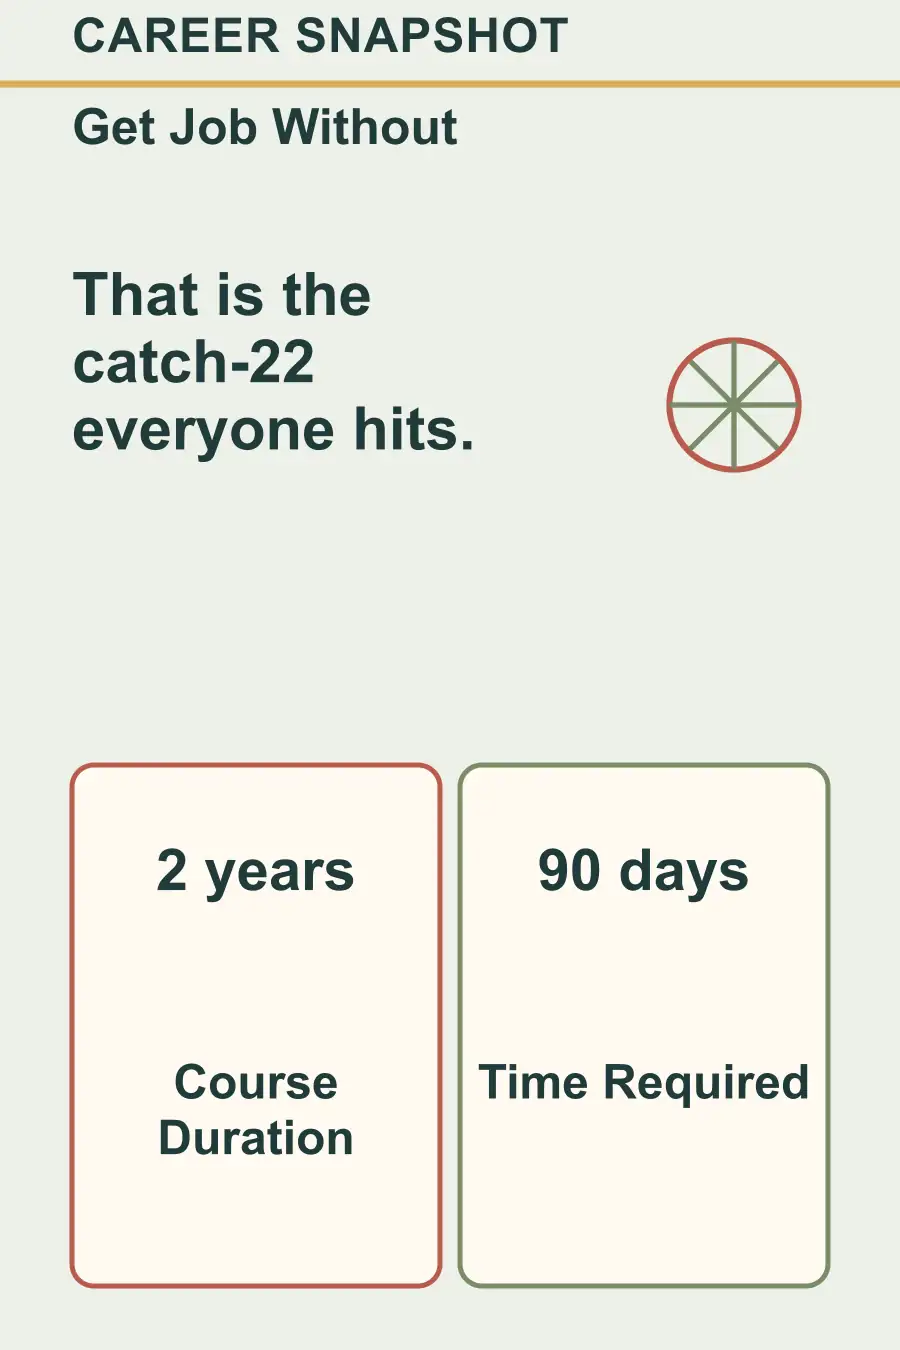 CAREER SNAPSHOT
Get Job Without
That is the
catch-22
everyone hits.
2 years
Course
Duration
90 days
Time Required